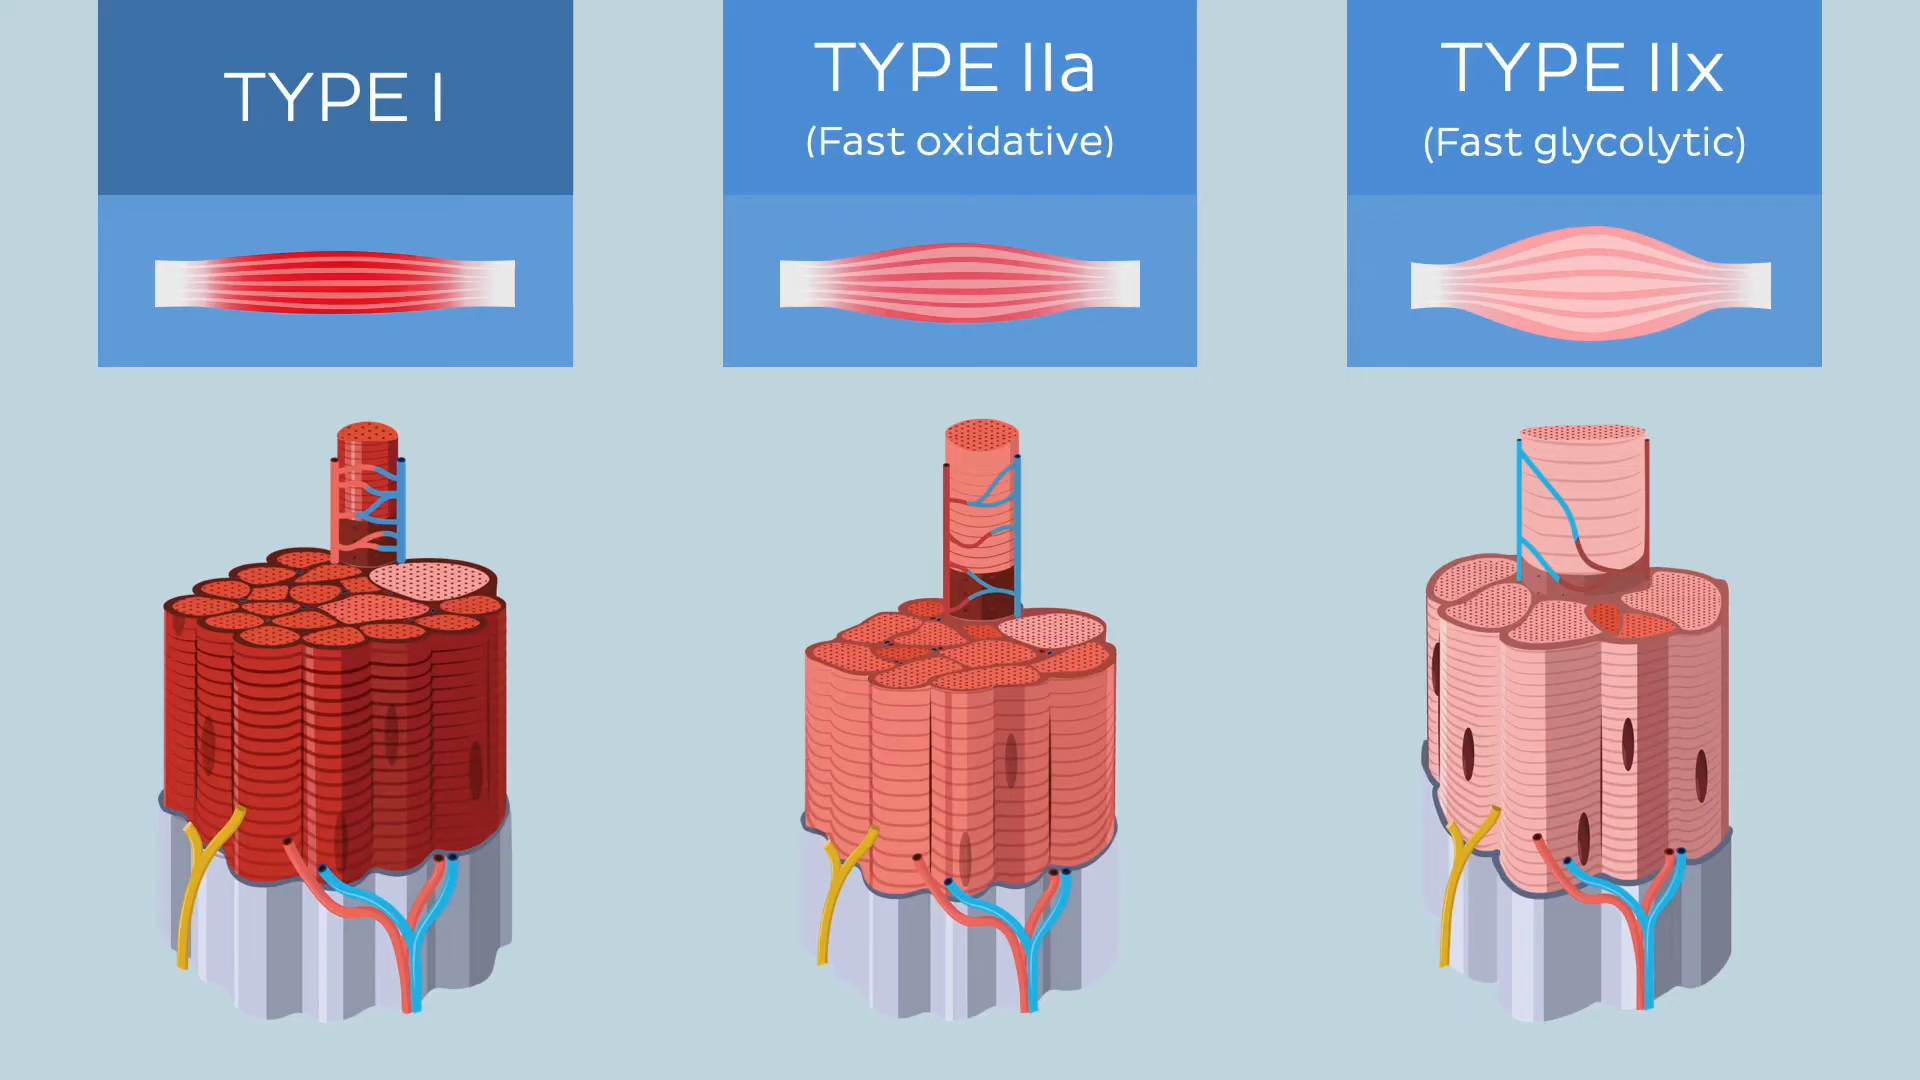 TYPE I
TYPE IIa
(Fast oxidative)
TYPE IIx
(Fast glycolytic)